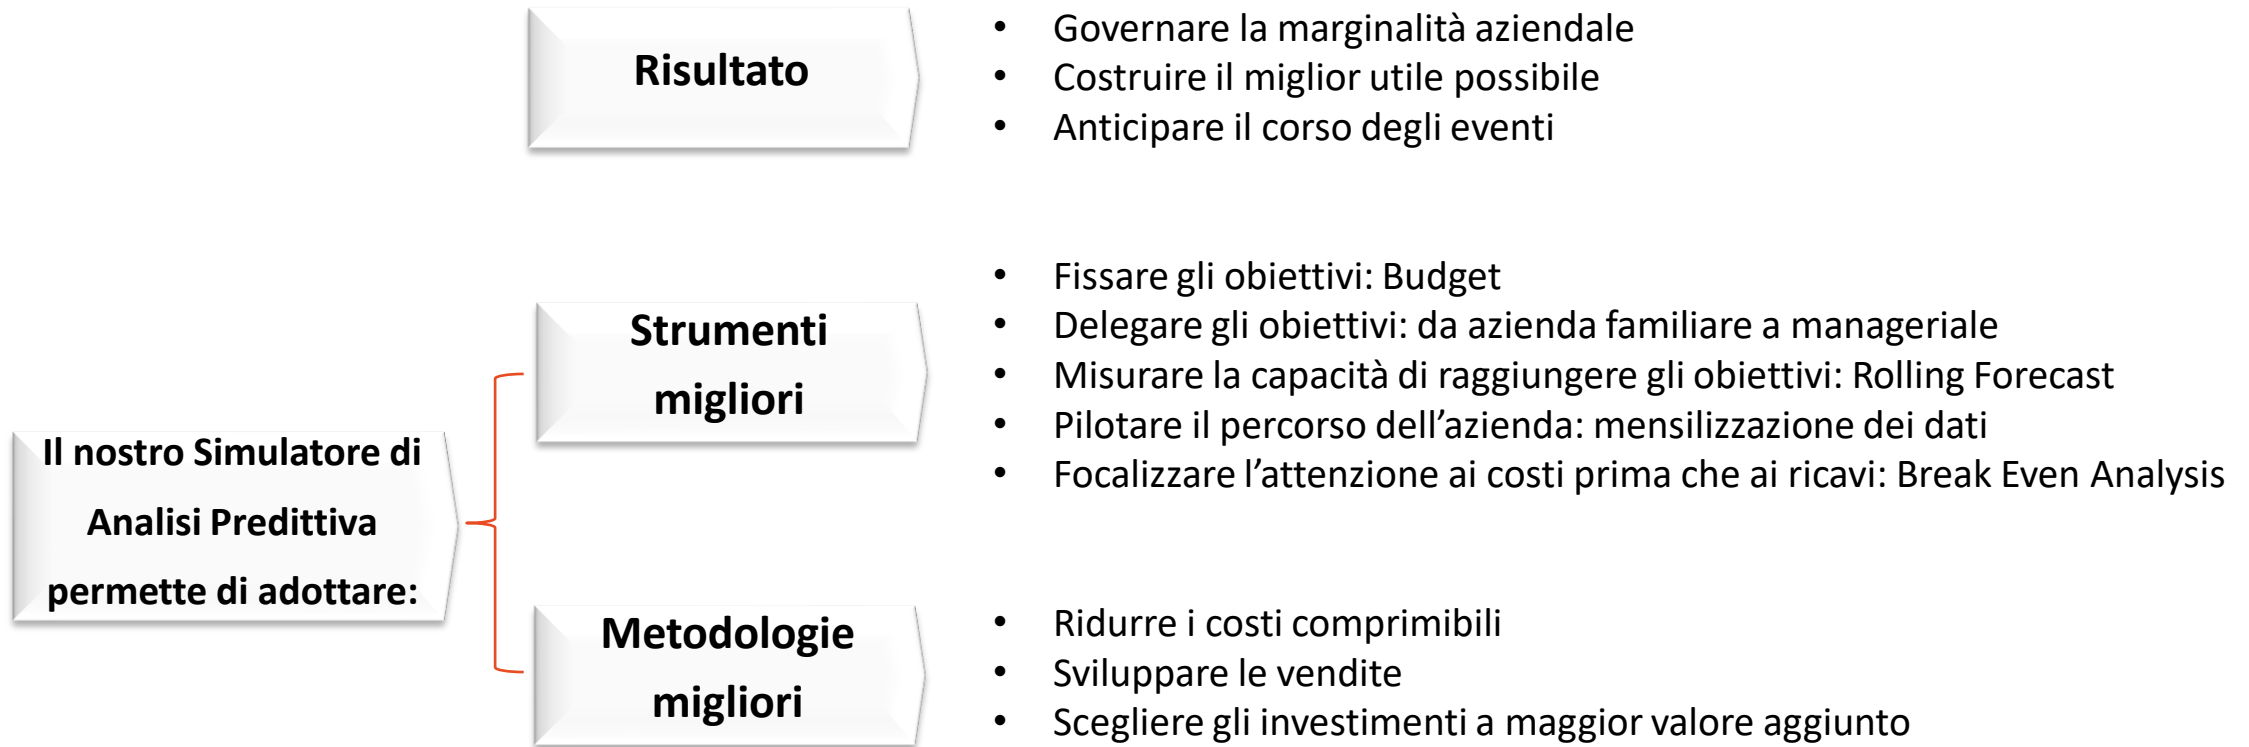 Risultato
• Governare la marginalità aziendale
• Costruire il miglior utile possibile
• Anticipare il corso degli eventi
Il nostro Simulatore di
Analisi Predittiva
permette di adottare:
Strumenti
migliori
• Fissare gli obiettivi: Budget
• Delegare gli obiettivi: da azienda familiare a manageriale
• Misurare la capacità di raggiungere gli obiettivi: Rolling Forecast
• Pilotare il percorso dell’azienda: mensilizzazione dei dati
• Focalizzare l’attenzione ai costi prima che ai ricavi: Break Even Analysis
Metodologie
migliori
• Ridurre i costi comprimibili
• Sviluppare le vendite
• Scegliere gli investimenti a maggior valore aggiunto